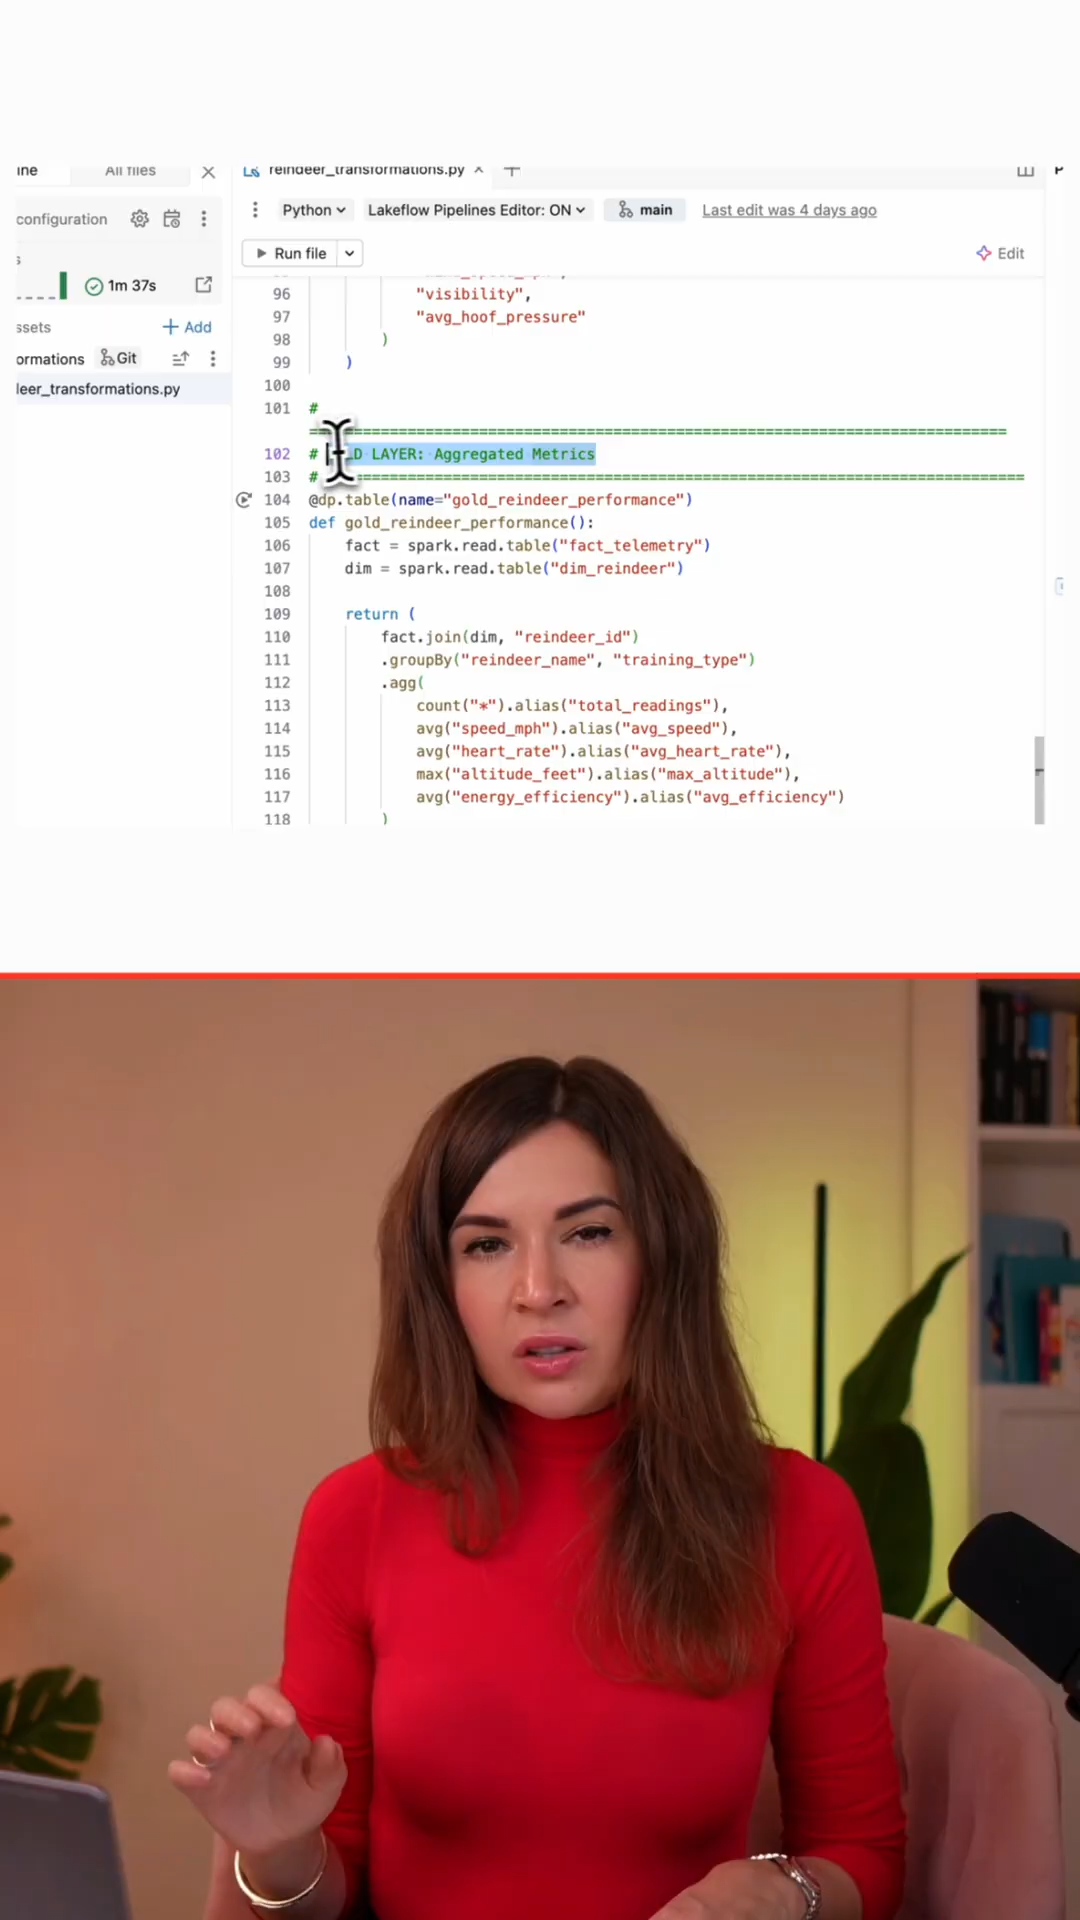 ine
All files
reindeer_transformations.py
configuration
Python
Lakeflow Pipelines Editor: ON
main
Last edit was 4 days ago
Run file
Edit
s
1m 37s
ssets
Add
ormations
Git
leer_transformations.py
96 "visibility",
97 "avg_hoof_pressure"
98 )
99 )
100
101 #
==============================================================================
102 # LD LAYER: Aggregated Metrics
103 # ==============================================================================
104 @dp.table(name="gold_reindeer_performance")
105 def gold_reindeer_performance():
106 fact = spark.read.table("fact_telemetry")
107 dim = spark.read.table("dim_reindeer")
108
109 return (
110 fact.join(dim, "reindeer_id")
111 .groupBy("reindeer_name", "training_type")
112 .agg(
113 count("*").alias("total_readings"),
114 avg("speed_mph").alias("avg_speed"),
115 avg("heart_rate").alias("avg_heart_rate"),
116 max("altitude_feet").alias("max_altitude"),
117 avg("energy_efficiency").alias("avg_efficiency")
118 )